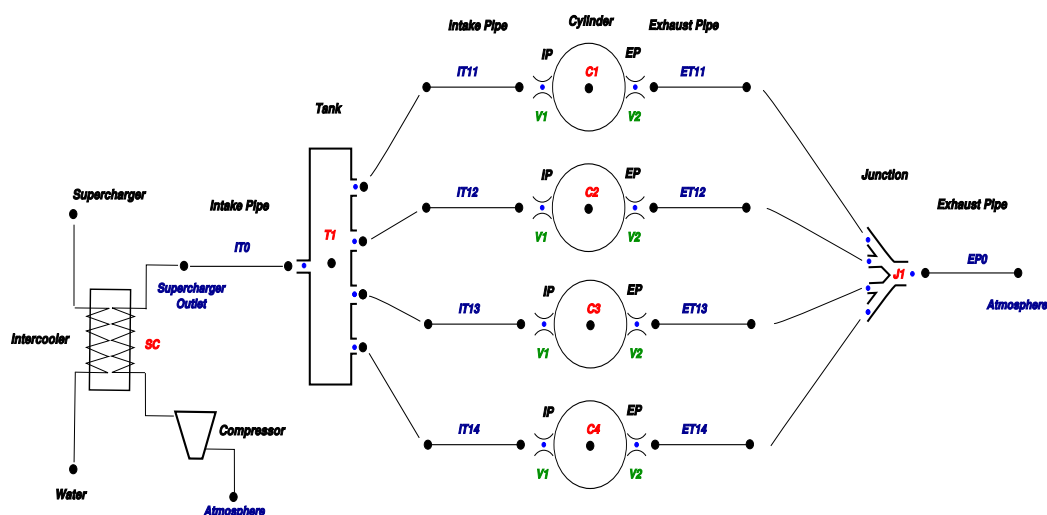 Intake Pipe
Cylinder
Exhaust Pipe
IP
EP
IT11
C1
ET11
V1
V2
Tank
IP
EP
IT12
C2
ET12
V1
V2
Junction
Supercharger
Intake Pipe
Exhaust Pipe
IT0
T1
J1
EP0
Supercharger
Outlet
Atmosphere
IP
EP
IT13
C3
ET13
V1
V2
Intercooler
SC
IP
EP
IT14
C4
ET14
V1
V2
Compressor
Water
Atmosphere